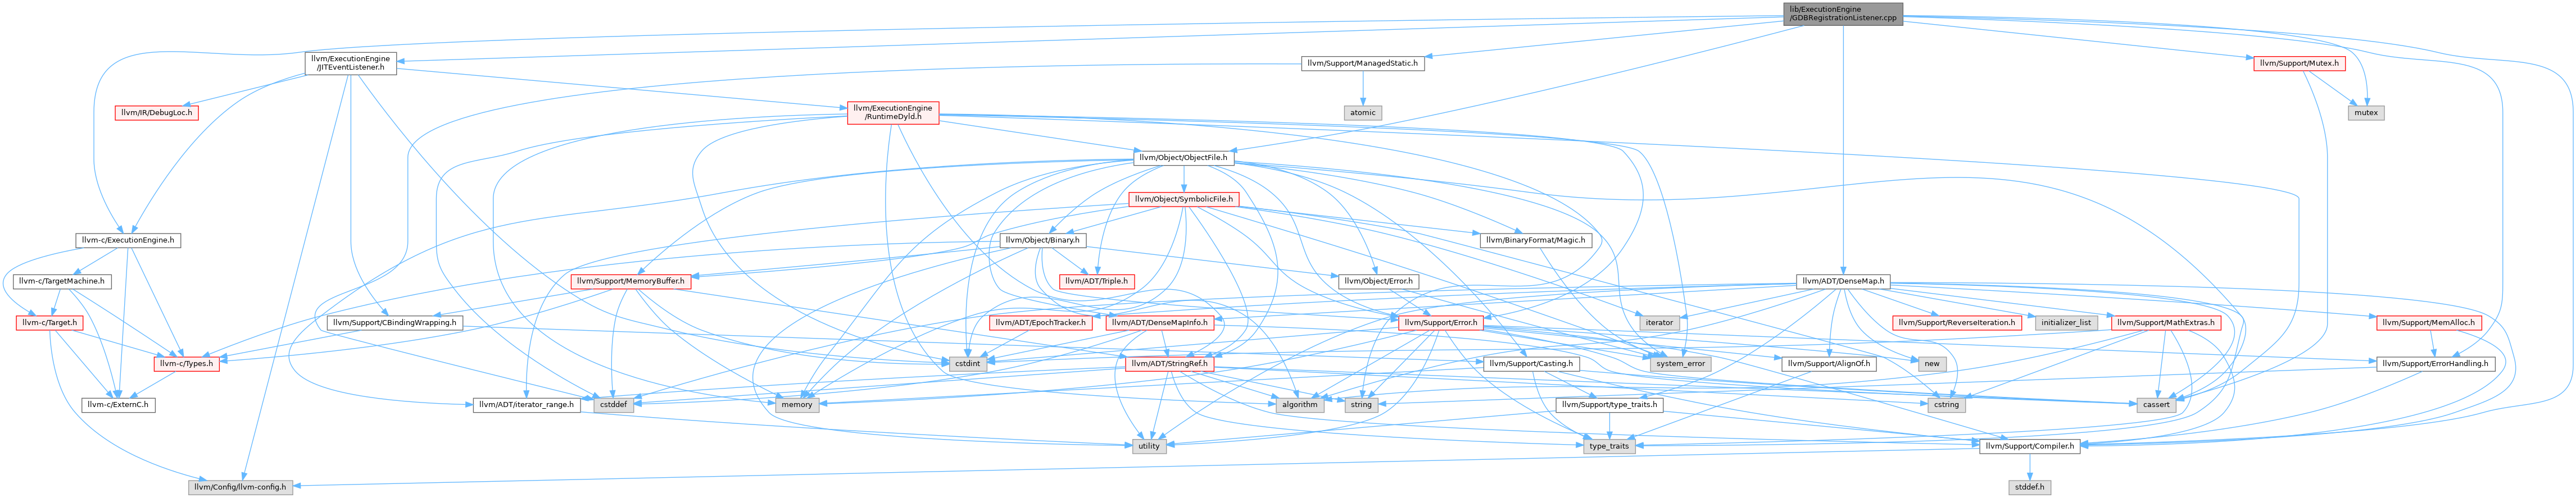 lib/ExecutionEngine
/GDBRegistrationListener.cpp
llvm/ExecutionEngine
/JITEventListener.h
llvm/Support/ManagedStatic.h
llvm/Support/Mutex.h
llvm/IR/DebugLoc.h
llvm/ExecutionEngine
/RuntimeDyld.h
atomic
mutex
llvm/Object/ObjectFile.h
llvm/Object/SymbolicFile.h
llvm-c/ExecutionEngine.h
llvm/Object/Binary.h
llvm/BinaryFormat/Magic.h
llvm-c/TargetMachine.h
llvm/Support/MemoryBuffer.h
llvm/ADT/Triple.h
llvm/Object/Error.h
llvm/ADT/DenseMap.h
llvm-c/Target.h
llvm/Support/CBindingWrapping.h
llvm/ADT/EpochTracker.h
llvm/ADT/DenseMapInfo.h
llvm/Support/Error.h
iterator
llvm/Support/ReverseIteration.h
initializer_list
llvm/Support/MathExtras.h
llvm/Support/MemAlloc.h
llvm-c/Types.h
cstdint
llvm/ADT/StringRef.h
llvm/Support/Casting.h
system_error
llvm/Support/AlignOf.h
new
llvm/Support/ErrorHandling.h
llvm-c/ExternC.h
llvm/ADT/iterator_range.h
cstddef
memory
algorithm
string
llvm/Support/type_traits.h
cstring
cassert
utility
type_traits
llvm/Support/Compiler.h
llvm/Config/llvm-config.h
stddef.h